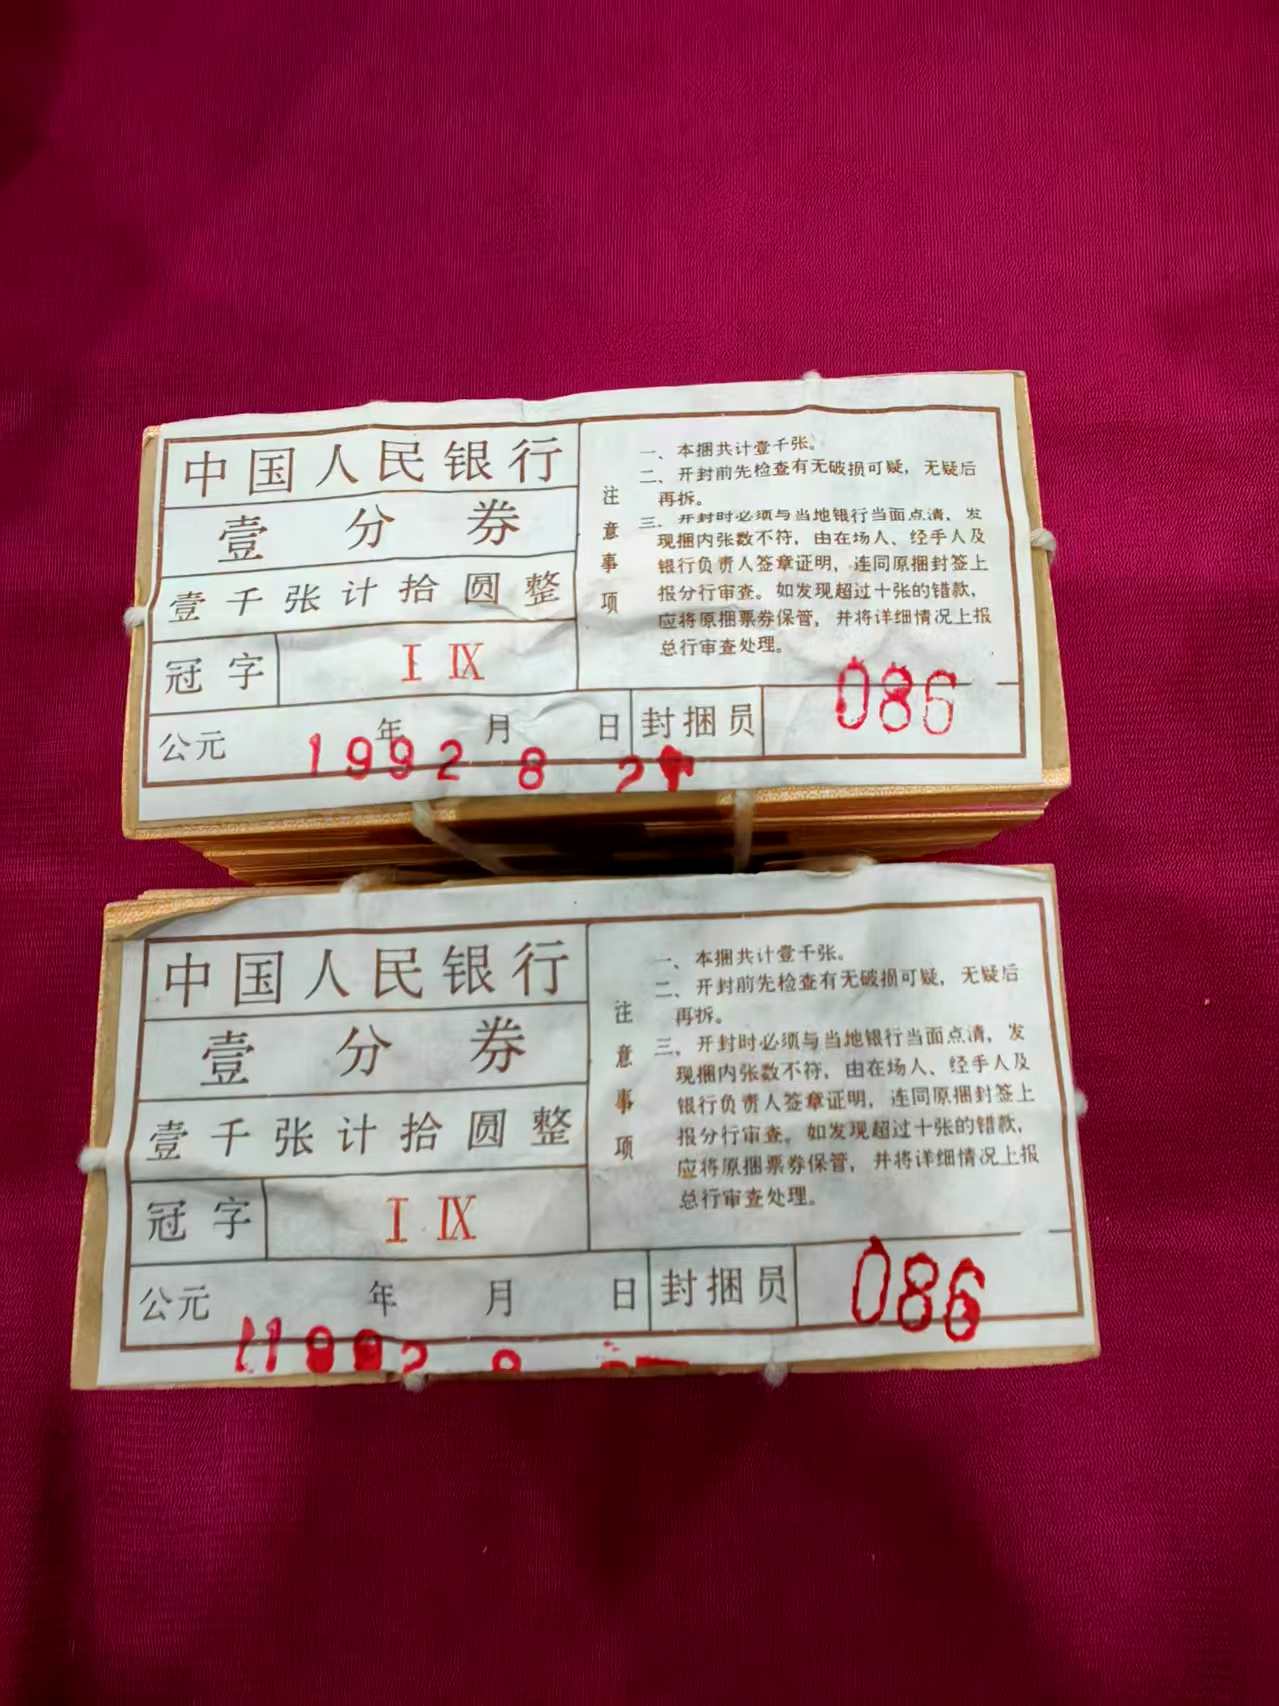 中国人民银行
壹分券
壹千张计拾圆整
冠字 Ⅰ Ⅸ
注意事项
一、本捆共计壹千张。
二、开封前先检查有无破损可疑，无疑后
再拆。
三、开封时必须与当地银行当面点清，发
现捆内张数不符，由在场人、经手人及
银行负责人签章证明，连同原捆封签上
报分行审查。如发现超过十张的错款，
应将原捆票券保管，并将详细情况上报
总行审查处理。
公元 年 月 日 封捆员 086
1992 8
中国人民银行
壹分券
壹千张计拾圆整
冠字 Ⅰ Ⅸ
注意事项
一、本捆共计壹千张。
二、开封前先检查有无破损可疑，无疑后
再拆。
三、开封时必须与当地银行当面点清，发
现捆内张数不符，由在场人、经手人及
银行负责人签章证明，连同原捆封签上
报分行审查。如发现超过十张的错款，
应将原捆票券保管，并将详细情况上报
总行审查处理。
公元 年 月 日 封捆员 086